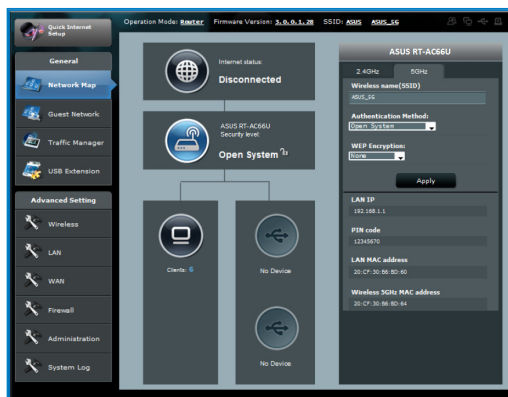 Quick Internet
Setup
Operation Mode: Router Firmware Version: 3.0.0.1.28 SSID: ASUS ASUS_5G
General
Network Map
Guest Network
Traffic Manager
USB Extension
Advanced Setting
Wireless
LAN
WAN
Firewall
Administration
System Log
Internet status:
Disconnected
ASUS RT-AC66U
Security level:
Open System
Clients: 6
No Device
No Device
ASUS RT-AC66U
2.4GHz 5GHz
Wireless name(SSID)
ASUS_5G
Authentication Method:
Open System
WEP Encryption:
None
Apply
LAN IP
192.168.1.1
PIN code
12345670
LAN MAC address
20:CF:30:B6:BD:60
Wireless 5GHz MAC address
20:CF:30:B6:BD:64